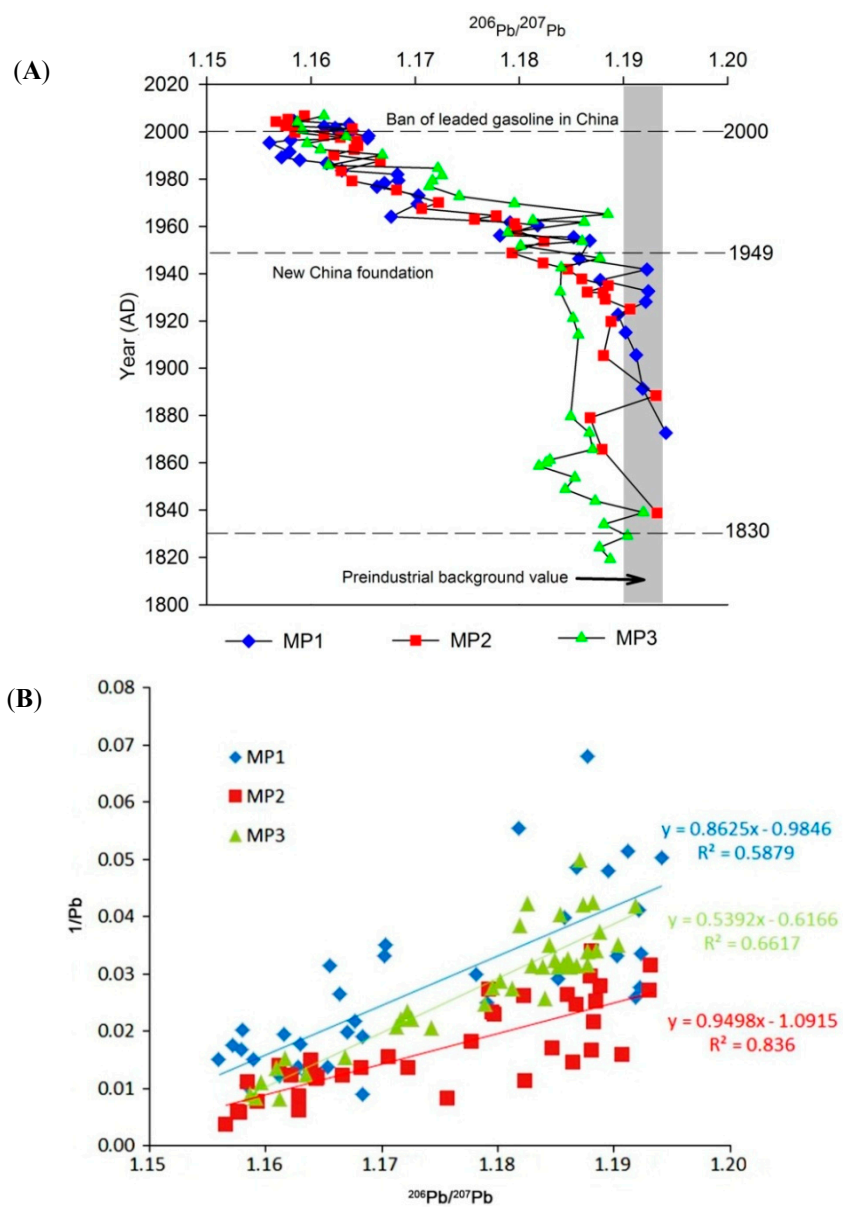 (A)
²⁰⁶Pb/²⁰⁷Pb
1.15 1.16 1.17 1.18 1.19 1.20
2020
2000
1980
1960
1940
1920
1900
1880
1860
1840
1820
1800
Year (AD)
Ban of leaded gasoline in China
2000
1949
New China foundation
1830
Preindustrial background value
MP1 MP2 MP3
(B)
0.08
0.07
0.06
0.05
0.04
0.03
0.02
0.01
0.00
1/Pb
MP1
MP2
MP3
y = 0.8625x - 0.9846
R² = 0.5879
y = 0.5392x - 0.6166
R² = 0.6617
y = 0.9498x - 1.0915
R² = 0.836
1.15 1.16 1.17 1.18 1.19 1.20
²⁰⁶Pb/²⁰⁷Pb